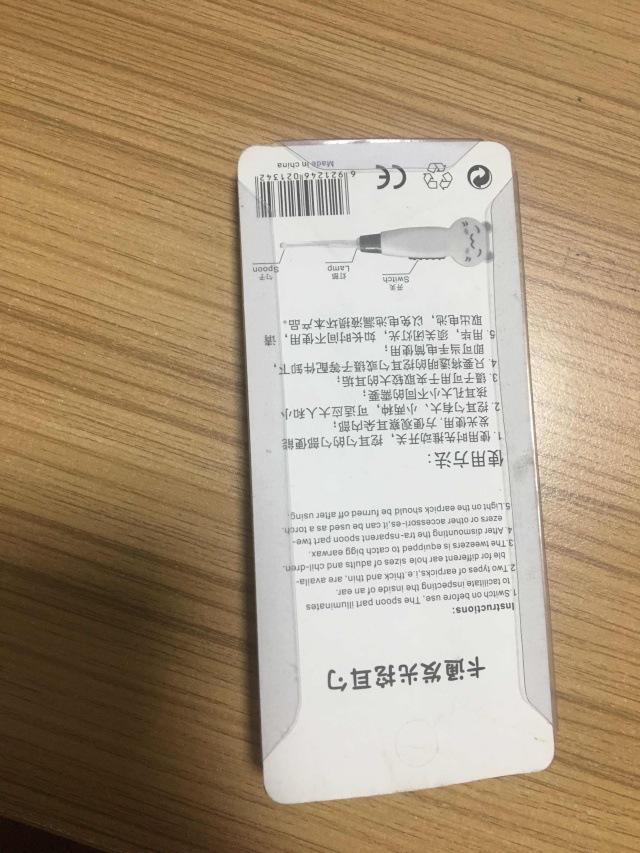 卡通发光挖耳勺
Instructions:
1.Switch on before use, The spoon part illuminates
to facilitate inspecting the inside of an ear.
2.Two types of earpicks,i.e.thick and thin, are availa-
ble for different ear hole sizes of adults and chil-dren.
3.The tweezers is equipped to catch bigg earwax.
4.After dismounting the tra-nsparent spoon part twe-
ezers or other accessori-es,it can be used as a torch.
5.Light on the earpick should be furned off after using.
使用方法：
1.使用时先推动开关，挖耳勺的勺部便能
发光使用.方便观察耳朵内部；
2.挖耳勺有大、小两种，可适应大人和小
孩耳孔大小不同的需要；
3.镊子可用于夹取较大的耳垢；
4.只要将透明的挖耳勺或镊子等配件卸下，
即可当手电筒使用；
5.用毕，须关闭灯光，如长时间不使用，请
取出电池，以免电池漏液损坏本产品。
开关
Switch
灯部
Lamp
勺子
Spoon
6 921246 021342
CE
Made in china